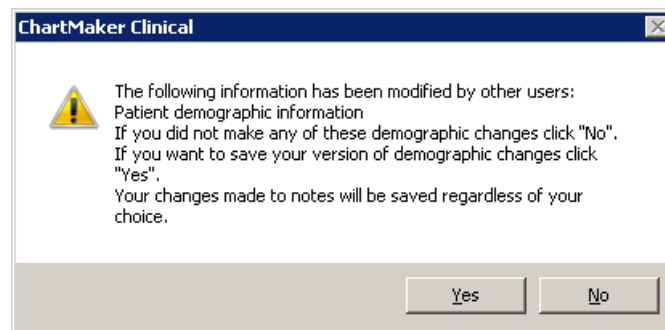 ChartMaker Clinical
The following information has been modified by other users:
Patient demographic information
If you did not make any of these demographic changes click "No".
If you want to save your version of demographic changes click
"Yes".
Your changes made to notes will be saved regardless of your
choice.
Yes
No